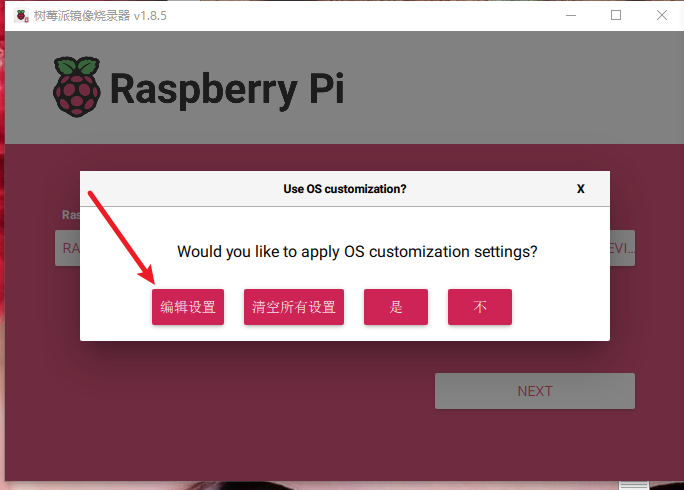 树莓派镜像烧录器 v1.8.5
Raspberry Pi
Use OS customization?
X
Ras
Would you like to apply OS customization settings?
RA
EVI...
编辑设置
清空所有设置
是
不
NEXT